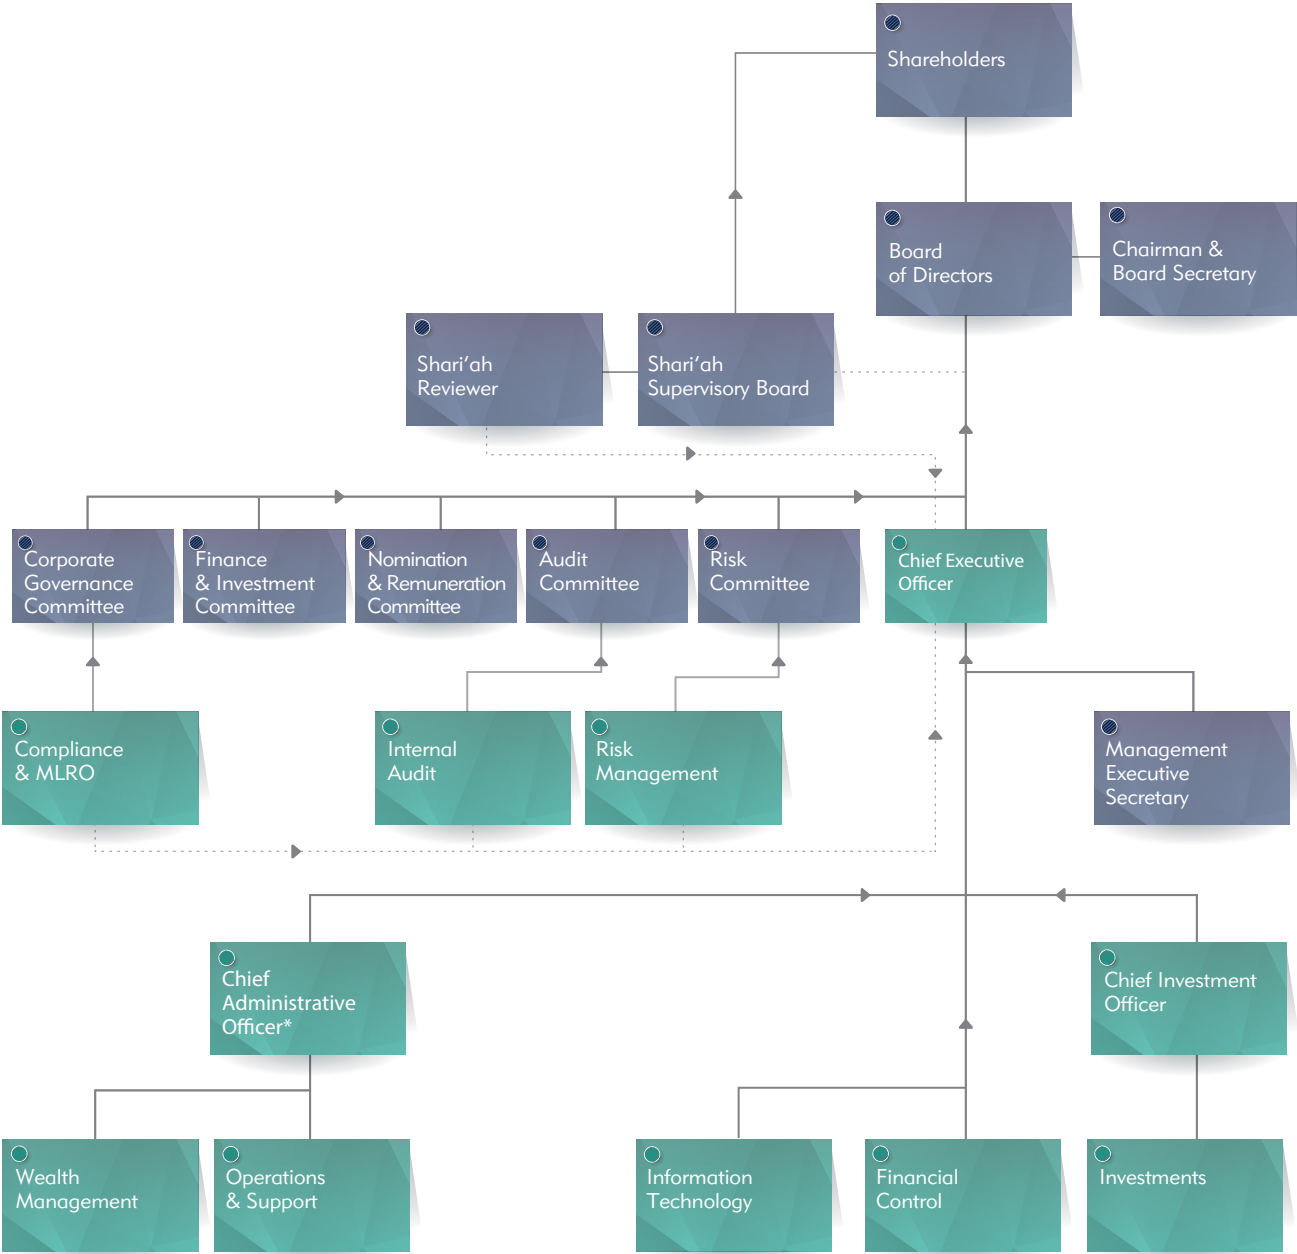 Shareholders
Board
of Directors
Chairman &
Board Secretary
Shari’ah
Reviewer
Shari’ah
Supervisory Board
Corporate
Governance
Committee
Finance
& Investment
Committee
Nomination
& Remuneration
Committee
Audit
Committee
Risk
Committee
Chief Executive
Officer
Compliance
& MLRO
Internal
Audit
Risk
Management
Management
Executive
Secretary
Chief
Administrative
Officer*
Chief Investment
Officer
Wealth
Management
Operations
& Support
Information
Technology
Financial
Control
Investments